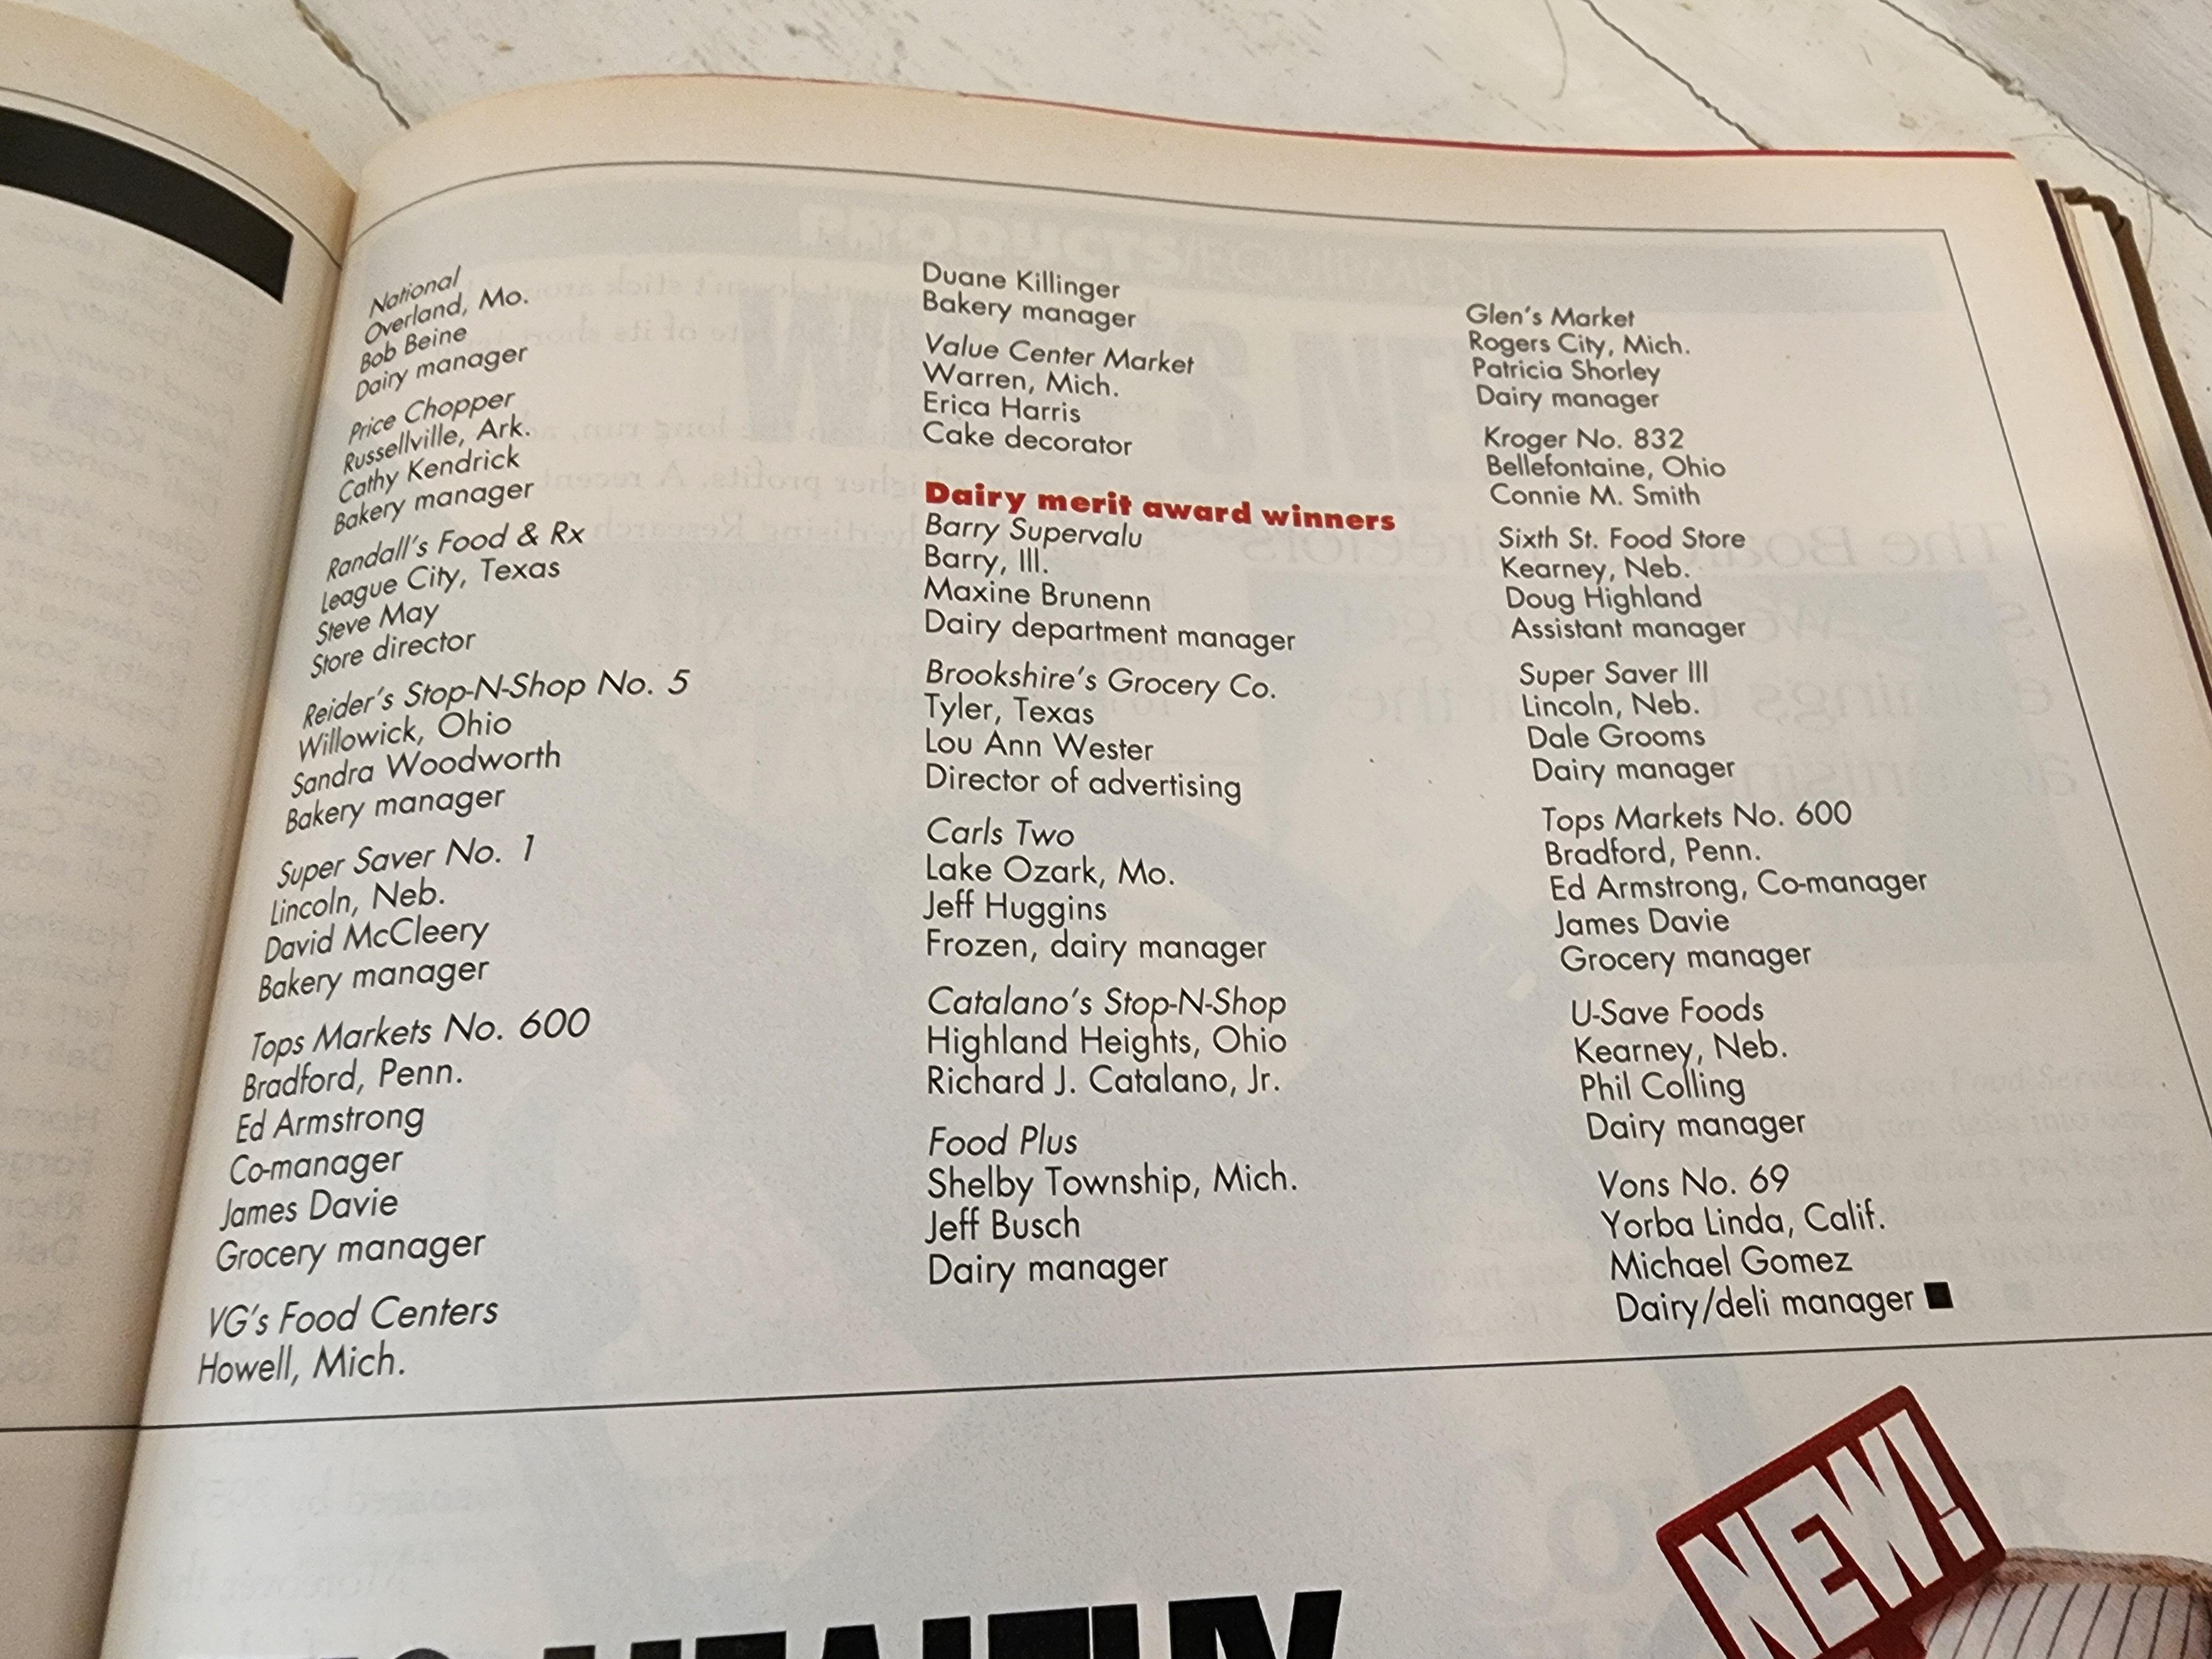 National
Overland, Mo.
Bob Beine
Dairy manager
Price Chopper
Russellville, Ark.
Cathy Kendrick
Bakery manager
Randall's Food & Rx
League City, Texas
Steve May
Store director
Reider's Stop-N-Shop No. 5
Willowick, Ohio
Sandra Woodworth
Bakery manager
Super Saver No. 1
Lincoln, Neb.
David McCleery
Bakery manager
Tops Markets No. 600
Bradford, Penn.
Ed Armstrong
Co-manager
James Davie
Grocery manager
VG's Food Centers
Howell, Mich.
Duane Killinger
Bakery manager
Value Center Market
Warren, Mich.
Erica Harris
Cake decorator
Dairy merit award winners
Barry Supervalu
Barry, Ill.
Maxine Brunenn
Dairy department manager
Brookshire's Grocery Co.
Tyler, Texas
Lou Ann Wester
Director of advertising
Carls Two
Lake Ozark, Mo.
Jeff Huggins
Frozen, dairy manager
Catalano's Stop-N-Shop
Highland Heights, Ohio
Richard J. Catalano, Jr.
Food Plus
Shelby Township, Mich.
Jeff Busch
Dairy manager
Glen's Market
Rogers City, Mich.
Patricia Shorley
Dairy manager
Kroger No. 832
Bellefontaine, Ohio
Connie M. Smith
Sixth St. Food Store
Kearney, Neb.
Doug Highland
Assistant manager
Super Saver III
Lincoln, Neb.
Dale Grooms
Dairy manager
Tops Markets No. 600
Bradford, Penn.
Ed Armstrong, Co-manager
James Davie
Grocery manager
U-Save Foods
Kearney, Neb.
Phil Colling
Dairy manager
Vons No. 69
Yorba Linda, Calif.
Michael Gomez
Dairy/deli manager
NEW!